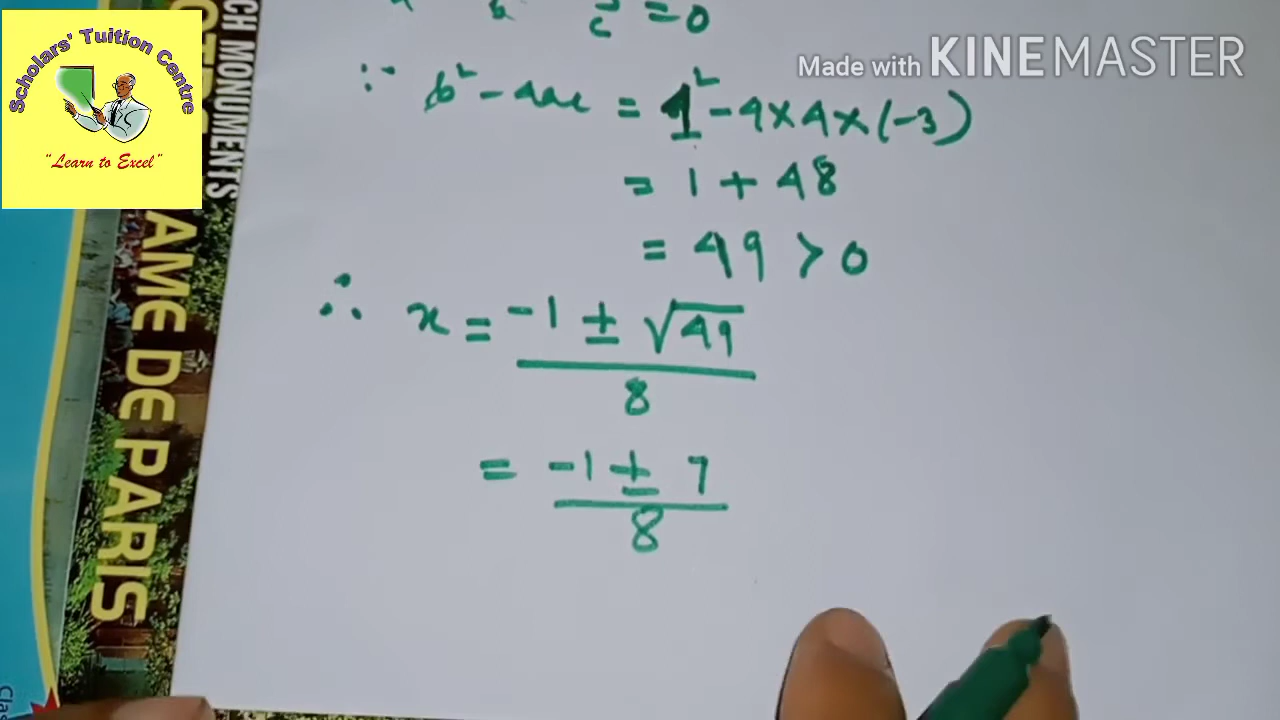 Scholars' Tuition Centre
"Learn to Excel"
CH MONUMENTS
AME DE PARIS
Made with KINEMASTER
c = 0
∵ b² - 4ac = 1² - 4×4×(-3)
= 1 + 48
= 49 > 0
∴ x = -1 ± √49
8
= -1 ± 7
8